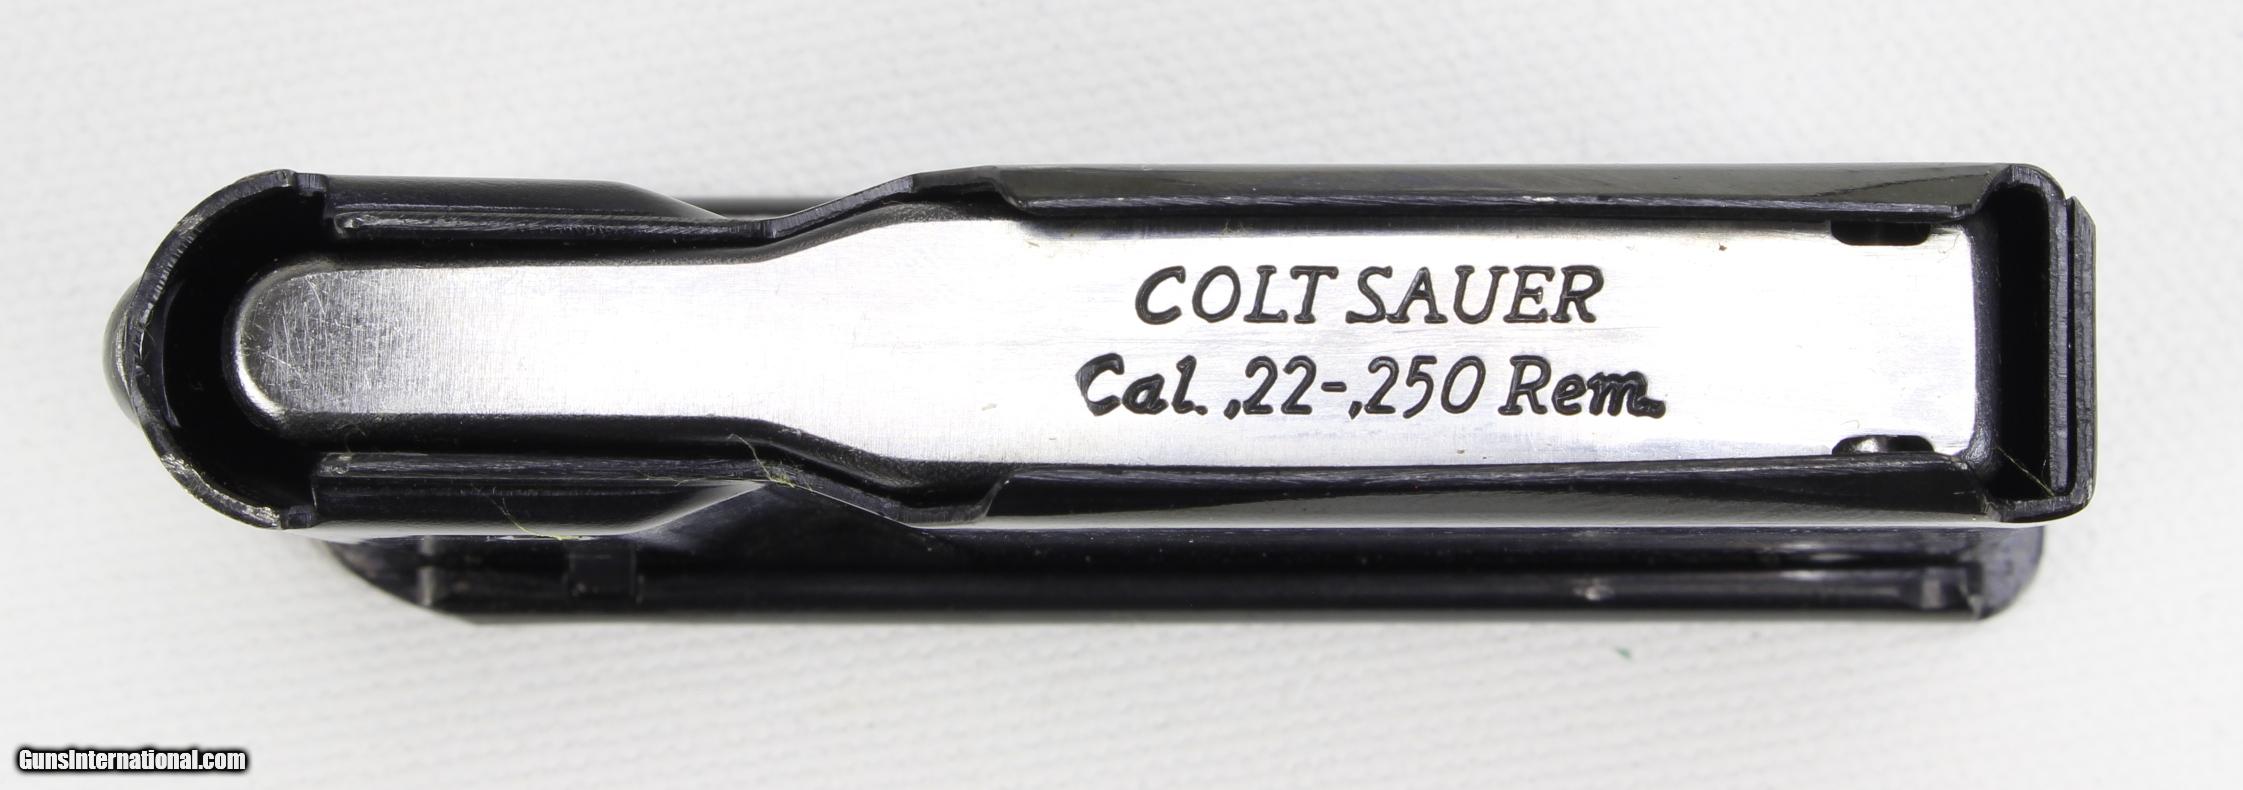 COLT SAUER
Cal. ,22-,250 Rem.
GunsInternational.com